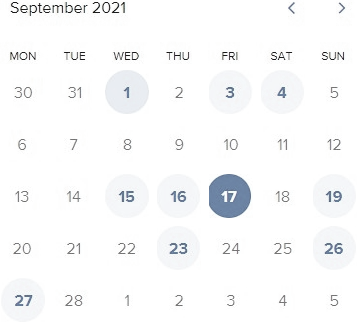 September 2021
MON TUE WED THU FRI SAT SUN
30 31 1 2 3 4 5
6 7 8 9 10 11 12
13 14 15 16 17 18 19
20 21 22 23 24 25 26
27 28 1 2 3 4 5